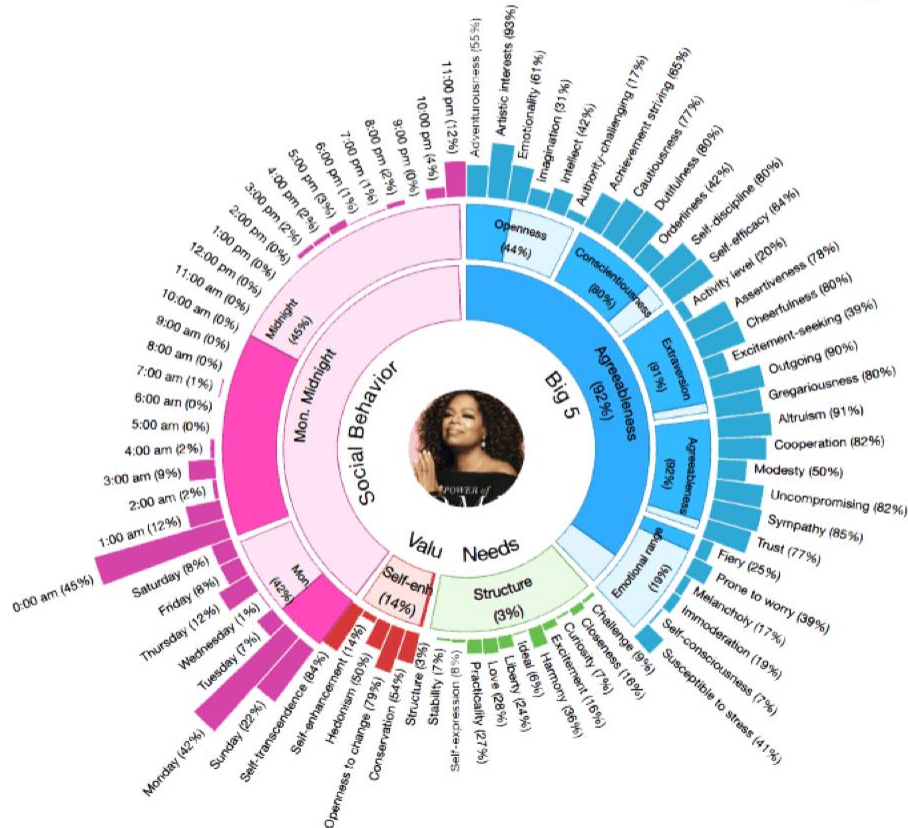 Adventurousness (55%)
Artistic interests (93%)
Emotionality (61%)
Imagination (31%)
Intellect (42%)
Authority-challenging (17%)
Achievement striving (65%)
Cautiousness (77%)
Dutifulness (80%)
Orderliness (42%)
Self-discipline (80%)
Self-efficacy (84%)
Activity level (20%)
Assertiveness (78%)
Cheerfulness (80%)
Excitement-seeking (39%)
Outgoing (90%)
Gregariousness (80%)
Altruism (91%)
Cooperation (82%)
Modesty (50%)
Uncompromising (82%)
Sympathy (85%)
Trust (77%)
Fiery (25%)
Prone to worry (39%)
Melancholy (17%)
Immoderation (19%)
Self-consciousness (7%)
Susceptible to stress (41%)
Challenge (9%)
Closeness (16%)
Curiosity (7%)
Excitement (16%)
Harmony (36%)
Ideal (6%)
Liberty (24%)
Love (28%)
Practicality (27%)
Self-expression (6%)
Stability (7%)
Structure (3%)
Conservation (54%)
Openness to change (79%)
Hedonism (50%)
Self-enhancement (14%)
Self-transcendence (84%)
Sunday (22%)
Monday (42%)
Tuesday (7%)
Wednesday (1%)
Thursday (12%)
Friday (8%)
Saturday (8%)
0:00 am (45%)
1:00 am (12%)
2:00 am (2%)
3:00 am (9%)
4:00 am (2%)
5:00 am (0%)
6:00 am (0%)
7:00 am (1%)
8:00 am (0%)
9:00 am (0%)
10:00 am (0%)
11:00 am (0%)
12:00 pm (0%)
1:00 pm (0%)
2:00 pm (0%)
3:00 pm (2%)
4:00 pm (2%)
5:00 pm (3%)
6:00 pm (1%)
7:00 pm (1%)
8:00 pm (2%)
9:00 pm (0%)
10:00 pm (4%)
11:00 pm (12%)
Openness
(44%)
Conscientiousness
(80%)
Extraversion
(91%)
Agreeableness
(92%)
Emotional range
(19%)
Structure
(3%)
Self-enh
(14%)
Mon
(42%)
Midnight
(45%)
Mon. Midnight
Agreeableness
(92%)
Big 5
Needs
Valu
Social Behavior
POWER of